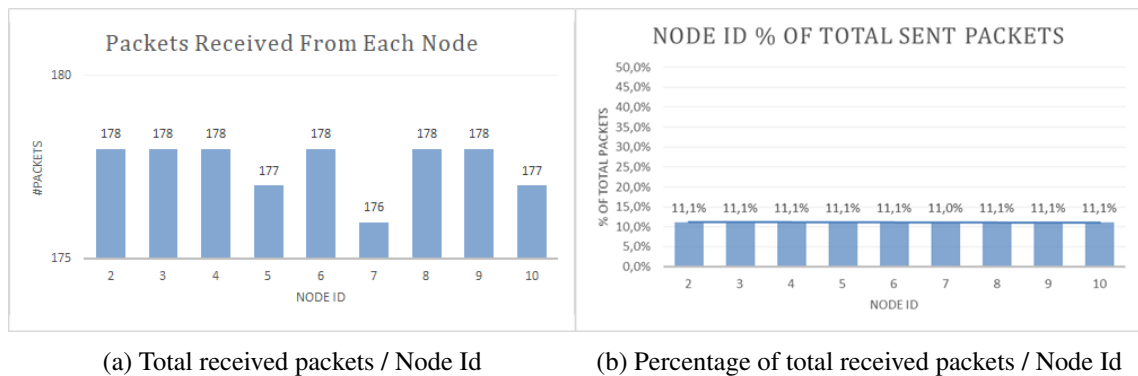 Packets Received From Each Node
180
175
#PACKETS
178 178 178 177 178 176 178 178 177
2 3 4 5 6 7 8 9 10
NODE ID
NODE ID % OF TOTAL SENT PACKETS
% OF TOTAL PACKETS
50,0%
45,0%
40,0%
35,0%
30,0%
25,0%
20,0%
15,0%
10,0%
5,0%
0,0%
11,1% 11,1% 11,1% 11,1% 11,1% 11,0% 11,1% 11,1% 11,1%
2 3 4 5 6 7 8 9 10
NODE ID
(a) Total received packets / Node Id
(b) Percentage of total received packets / Node Id